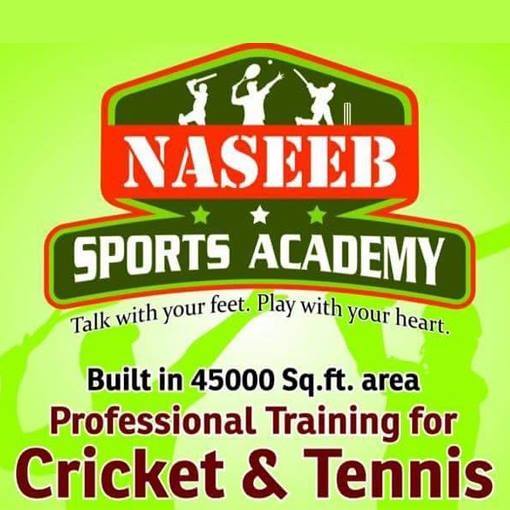 NASEEB
SPORTS ACADEMY
Talk with your feet. Play with your heart.
Built in 45000 Sq.ft. area
Professional Training for
Cricket & Tennis